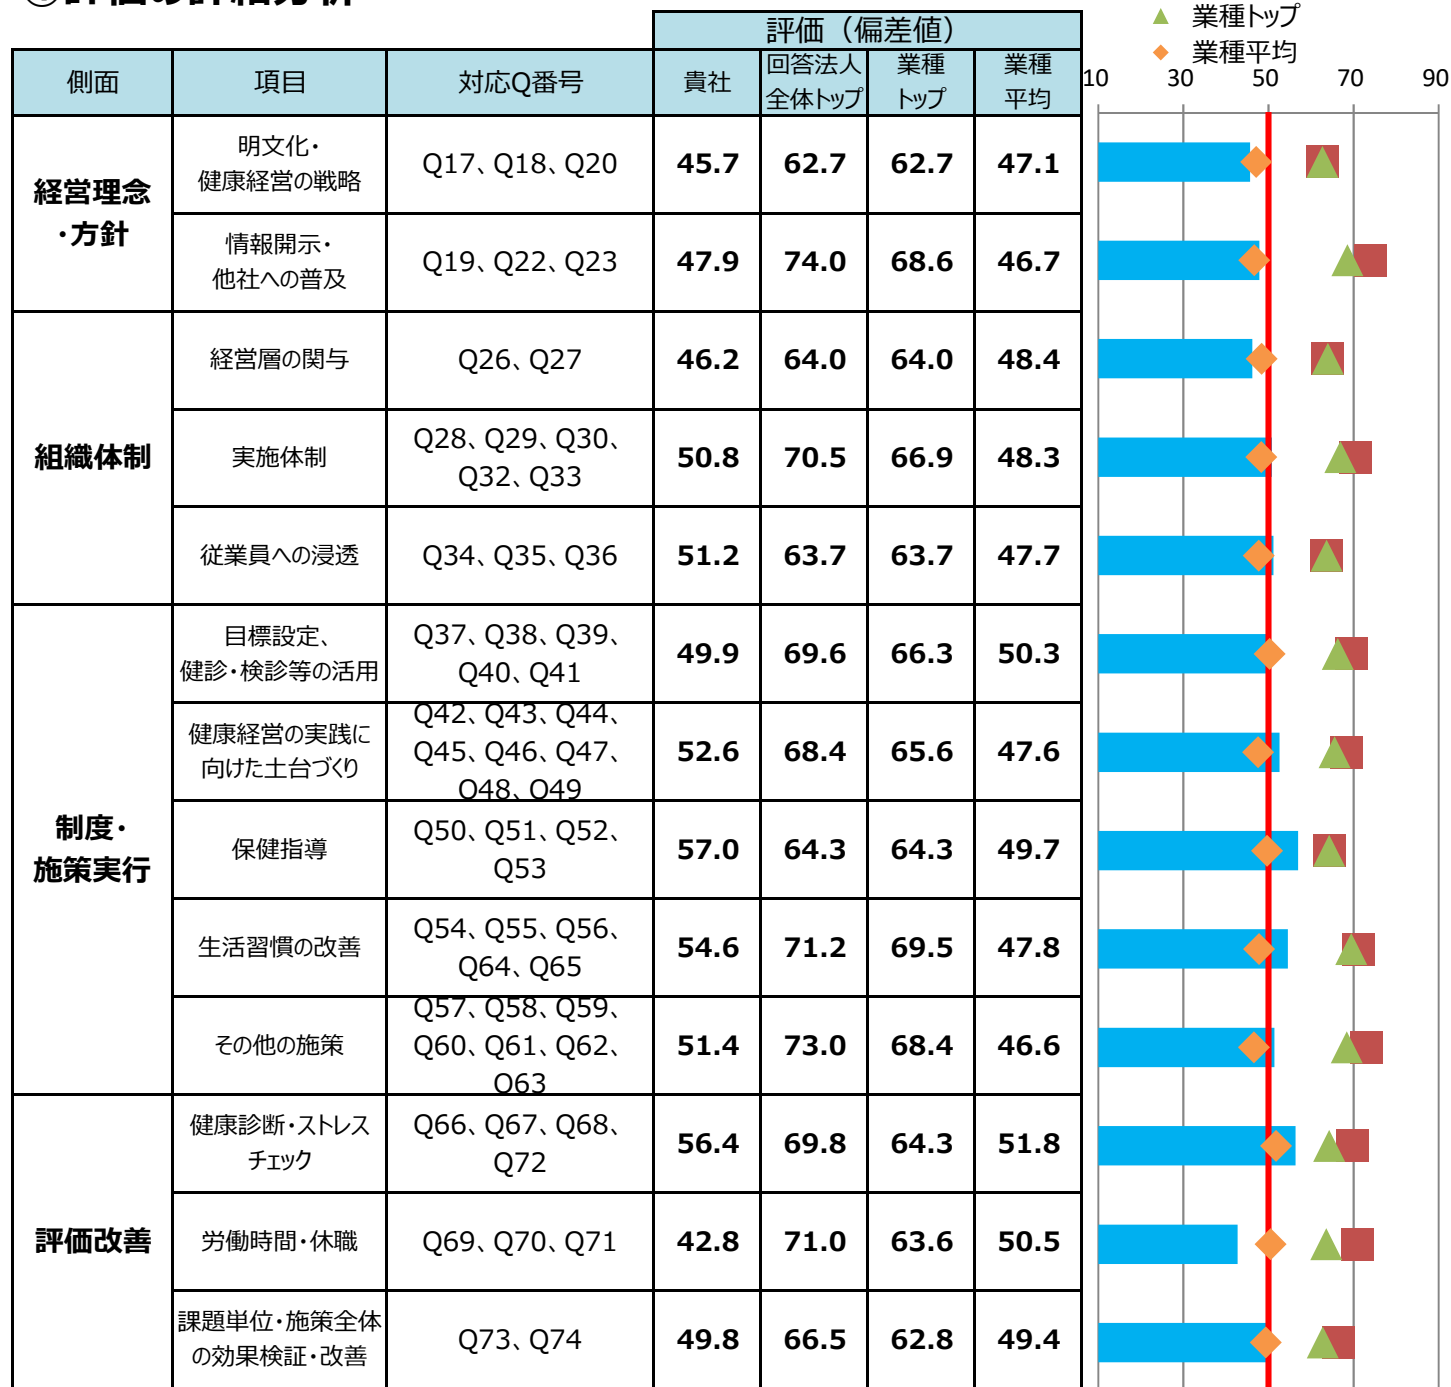 ▲ 業種トップ
◆ 業種平均
評価（偏差値）
側面 項目 対応Q番号 貴社 回答法人 業種 業種
全体トップ トップ 平均
10 30 50 70 90
経営理念
・方針
明文化・
健康経営の戦略
Q17、Q18、Q20 45.7 62.7 62.7 47.1
情報開示・
他社への普及
Q19、Q22、Q23 47.9 74.0 68.6 46.7
組織体制
経営層の関与 Q26、Q27 46.2 64.0 64.0 48.4
実施体制
Q28、Q29、Q30、
Q32、Q33
50.8 70.5 66.9 48.3
従業員への浸透 Q34、Q35、Q36 51.2 63.7 63.7 47.7
制度・
施策実行
目標設定、
健診・検診等の活用
Q37、Q38、Q39、
Q40、Q41
49.9 69.6 66.3 50.3
健康経営の実践に
向けた土台づくり
Q42、Q43、Q44、
Q45、Q46、Q47、
Q48、Q49
52.6 68.4 65.6 47.6
保健指導
Q50、Q51、Q52、
Q53
57.0 64.3 64.3 49.7
生活習慣の改善
Q54、Q55、Q56、
Q64、Q65
54.6 71.2 69.5 47.8
その他の施策
Q57、Q58、Q59、
Q60、Q61、Q62、
Q63
51.4 73.0 68.4 46.6
評価改善
健康診断・ストレス
チェック
Q66、Q67、Q68、
Q72
56.4 69.8 64.3 51.8
労働時間・休職 Q69、Q70、Q71 42.8 71.0 63.6 50.5
課題単位・施策全体
の効果検証・改善
Q73、Q74 49.8 66.5 62.8 49.4